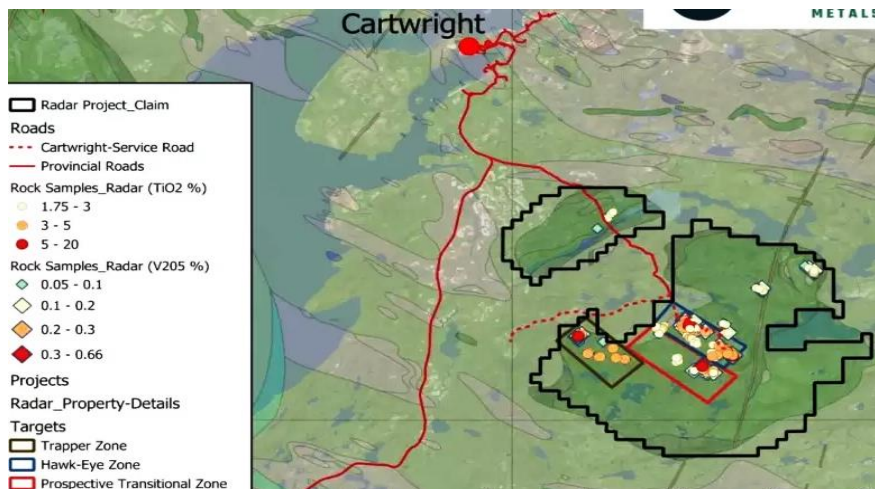 Cartwright
METALS
Radar Project_Claim
Roads
Cartwright-Service Road
Provincial Roads
Rock Samples_Radar (TiO2 %)
1.75 - 3
3 - 5
5 - 20
Rock Samples_Radar (V205 %)
0.05 - 0.1
0.1 - 0.2
0.2 - 0.3
0.3 - 0.66
Projects
Radar_Property-Details
Targets
Trapper Zone
Hawk-Eye Zone
Prospective Transitional Zone